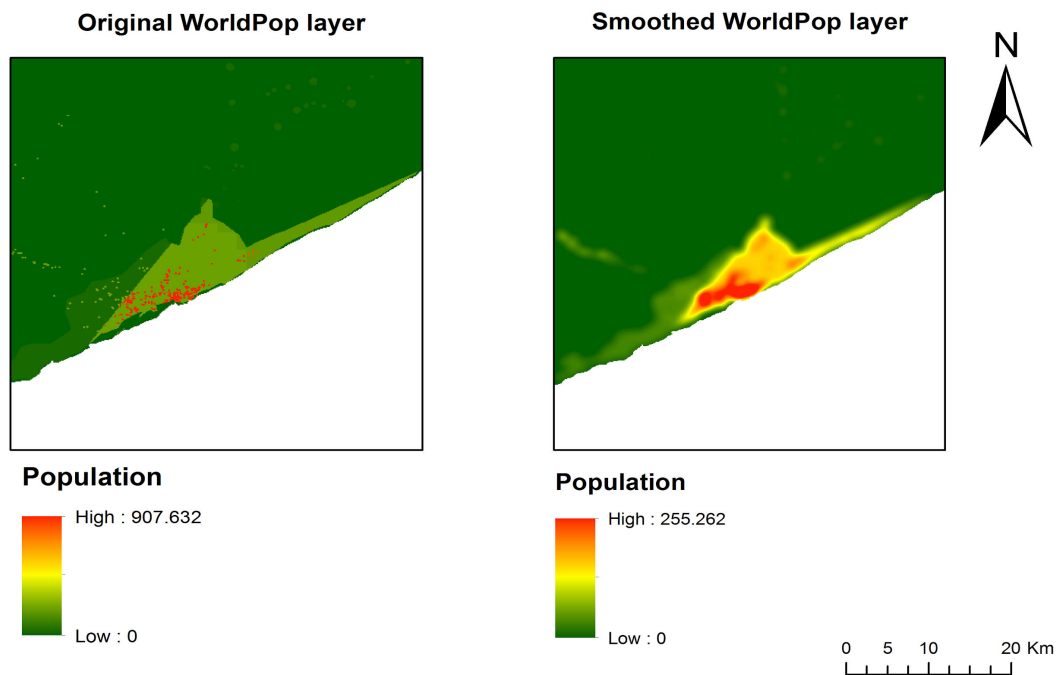 Original WorldPop layer
Smoothed WorldPop layer
N
Population
High : 907.632
Low : 0
Population
High : 255.262
Low : 0
0 5 10 20 Km